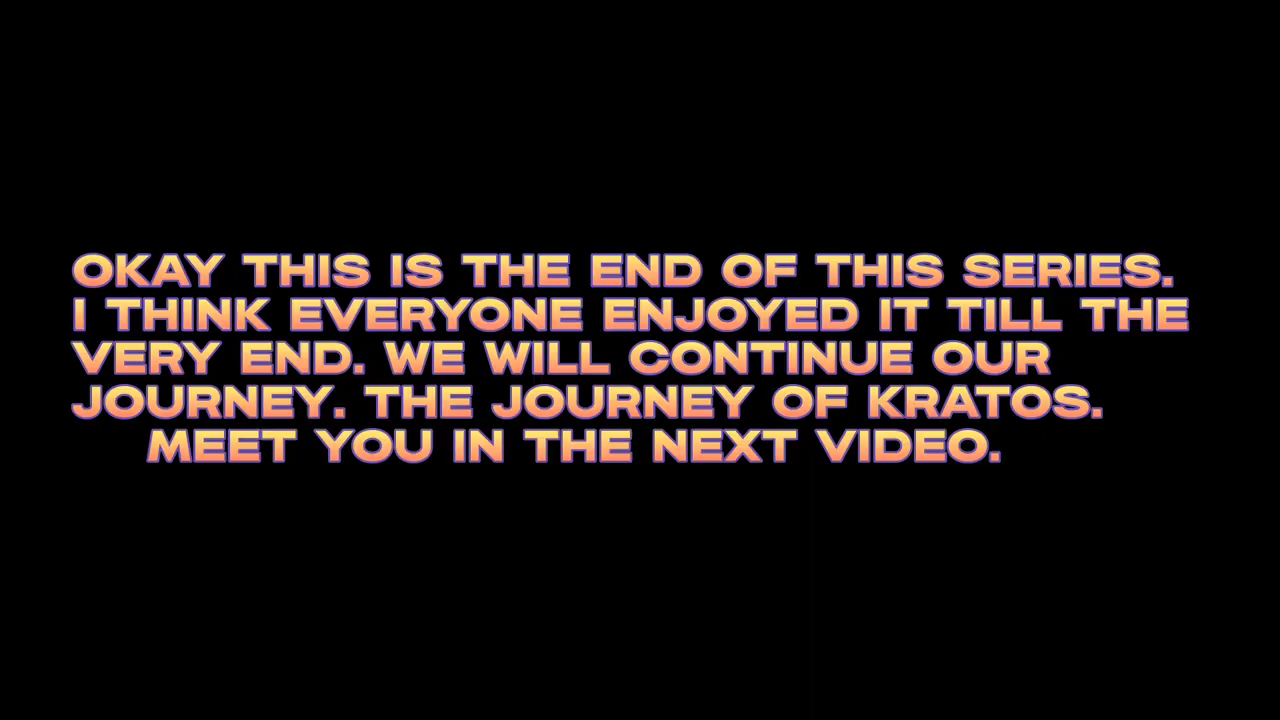 OKAY THIS IS THE END OF THIS SERIES.
I THINK EVERYONE ENJOYED IT TILL THE
VERY END. WE WILL CONTINUE OUR
JOURNEY. THE JOURNEY OF KRATOS.
MEET YOU IN THE NEXT VIDEO.